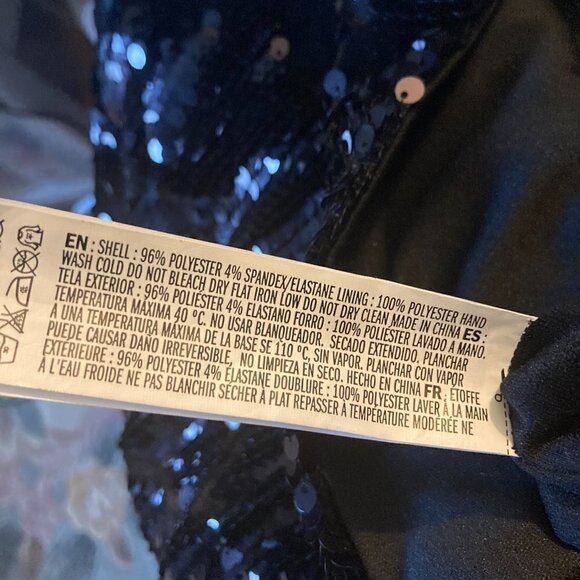 EN : SHELL : 96% POLYESTER 4% SPANDEX/ELASTANE LINING : 100% POLYESTER HAND
WASH COLD DO NOT BLEACH DRY FLAT IRON LOW DO NOT DRY CLEAN MADE IN CHINA ES :
TELA EXTERIOR : 96% POLIÉSTER 4% ELASTANO FORRO : 100% POLIÉSTER LAVADO A MANO.
À UNA TEMPERATURA MÁXIMA 40 °C. NO USAR BLANQUEADOR. SECADO EXTENDIDO. PLANCHAR
A UNA TEMPERATURA MÁXIMA DE LA BASE SE 110 °C, SIN VAPOR. PLANCHAR CON VAPOR
PUEDE CAUSAR DAÑO IRREVERSIBLE. NO LIMPIEZA EN SECO. HECHO EN CHINA FR : ÉTOFFE
EXTÉRIEURE : 96% POLYESTER 4% ÉLASTANE DOUBLURE : 100% POLYESTER LAVER À LA MAIN
À L'EAU FROIDE NE PAS BLANCHIR SÉCHER À PLAT REPASSER À TEMPÉRATURE MODÉRÉE NE